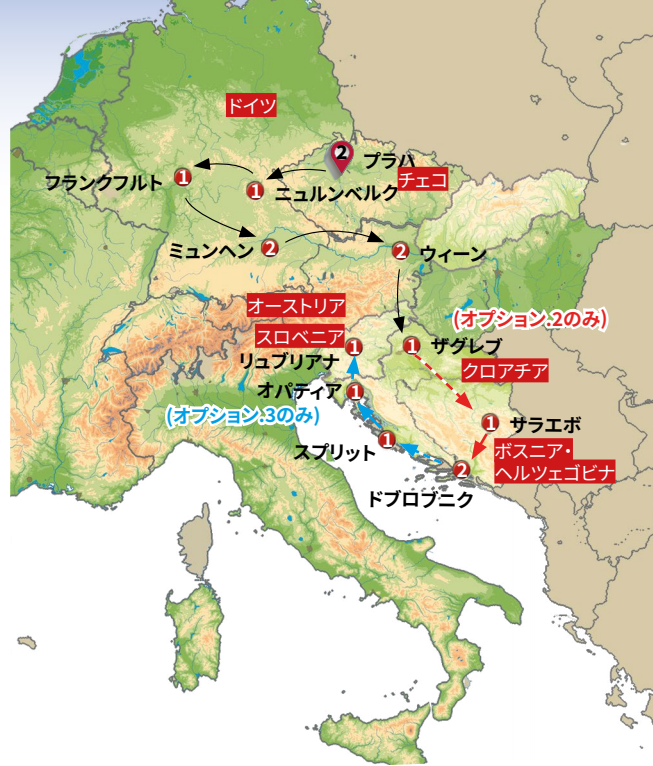 ドイツ
2
プラハ
チェコ
フランクフルト
1
1
ニュルンベルク
ミュンヘン
2
2
ウィーン
オーストリア
(オプション.2のみ)
スロベニア
1
1
ザグレブ
リュブリアナ
クロアチア
オパティア
1
(オプション.3のみ)
1
サラエボ
スプリット
1
ボスニア・
ヘルツェゴビナ
2
ドブロブニク